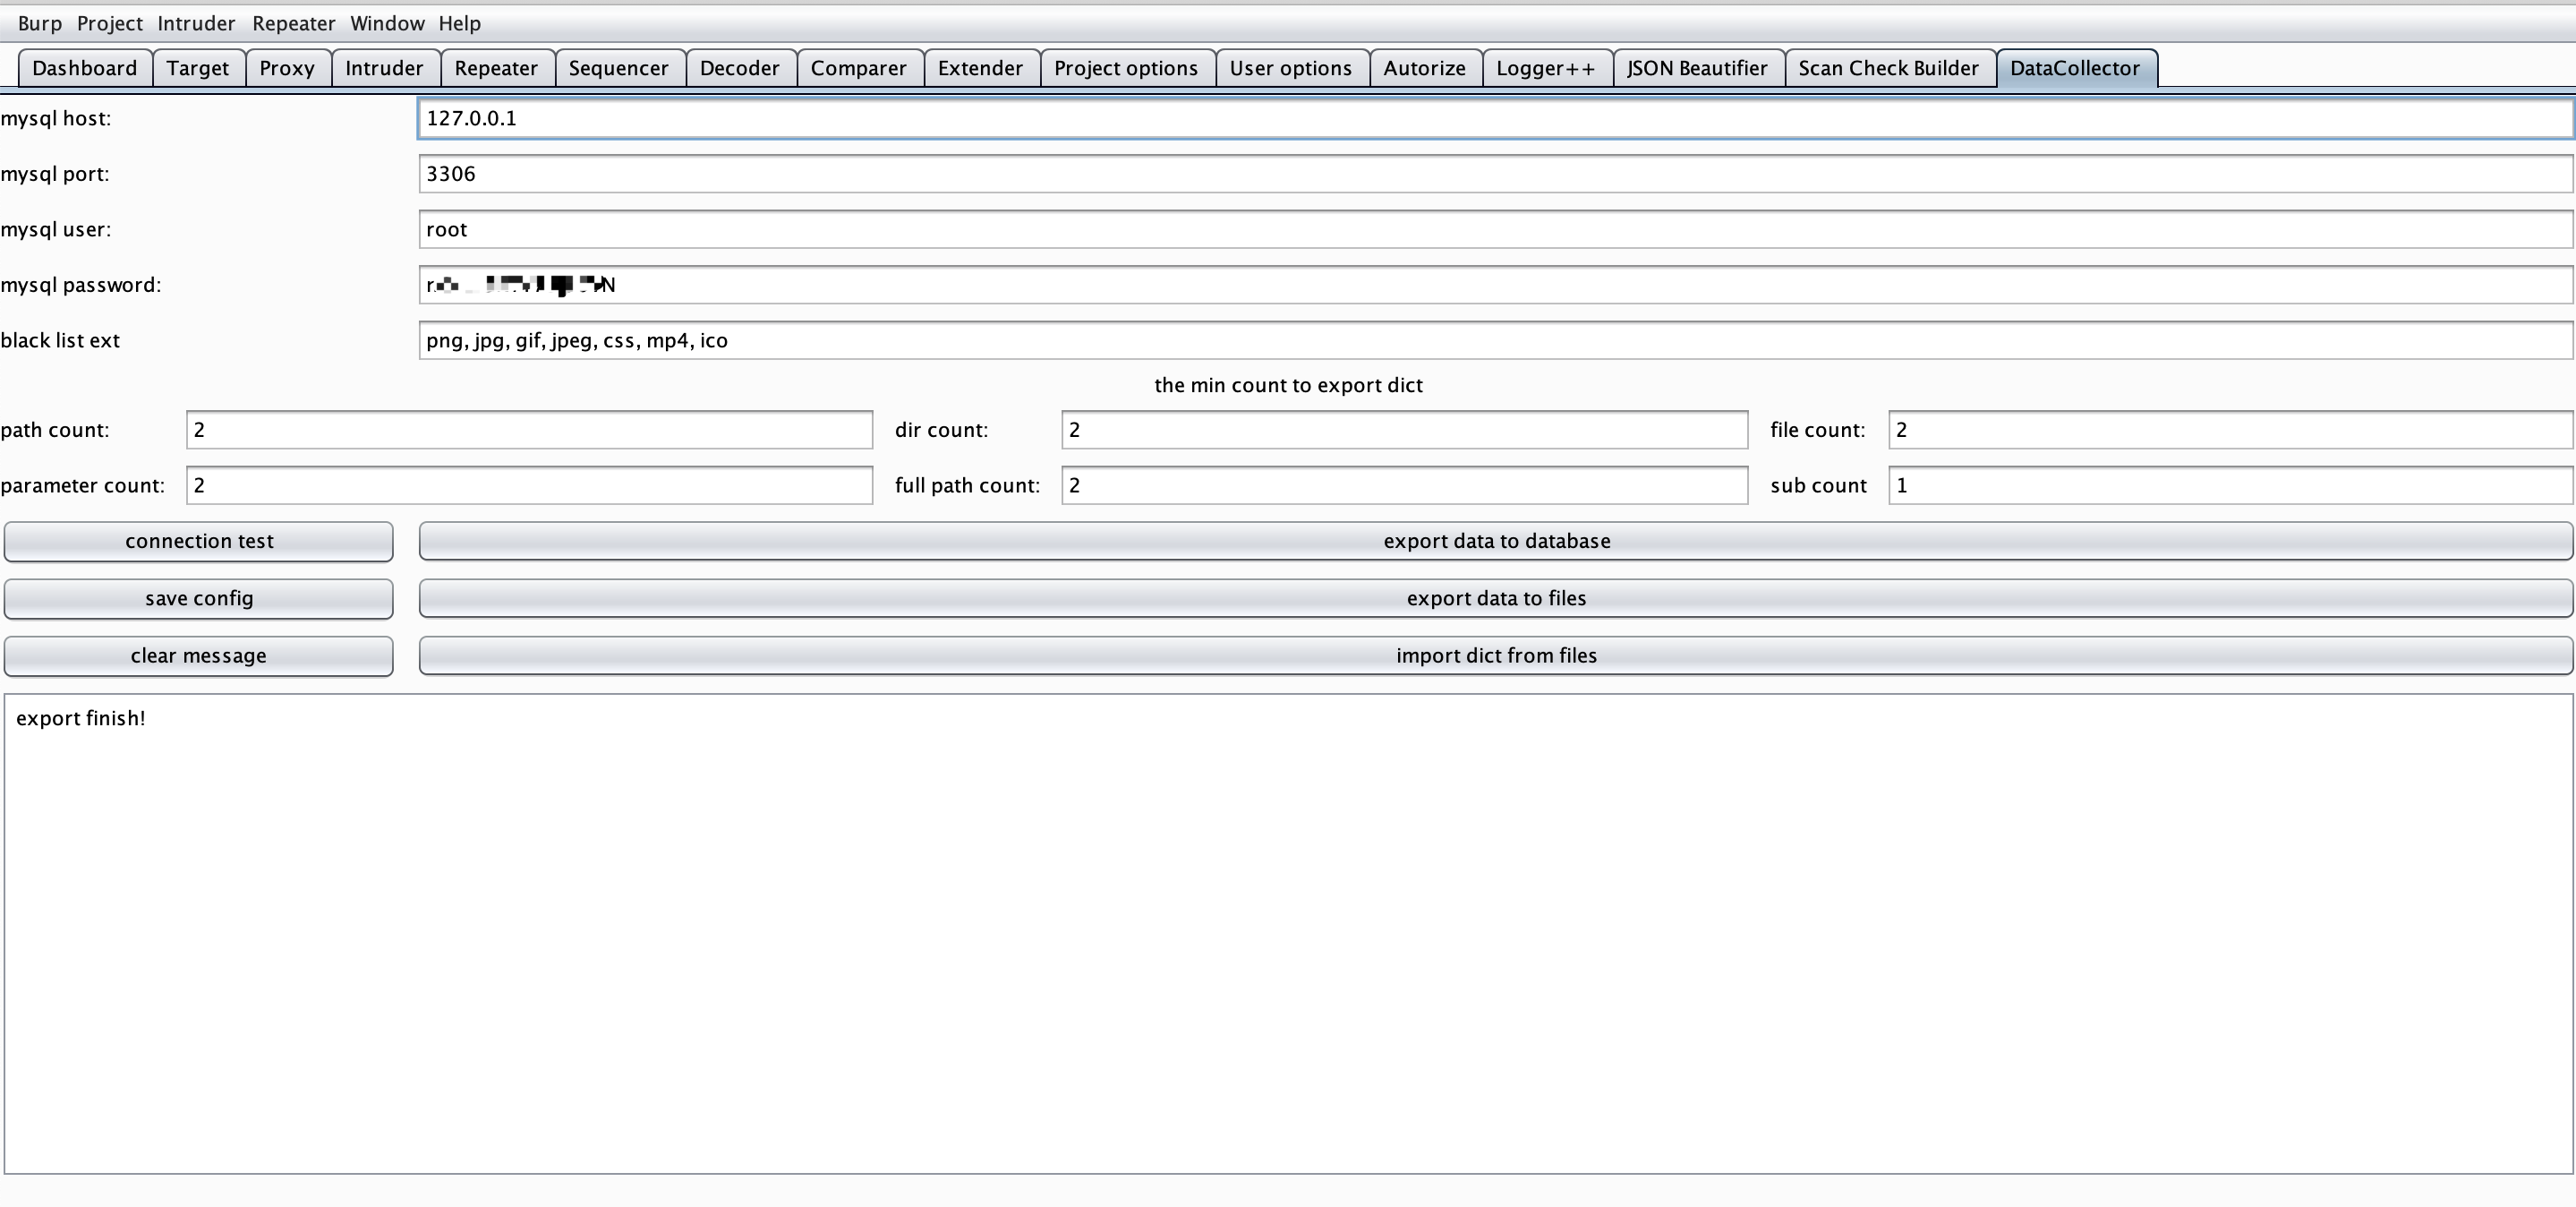 Burp Project Intruder Repeater Window Help
Dashboard Target Proxy Intruder Repeater Sequencer Decoder Comparer Extender Project options User options Autorize Logger++ JSON Beautifier Scan Check Builder DataCollector
mysql host: 127.0.0.1
mysql port: 3306
mysql user: root
mysql password:
black list ext png, jpg, gif, jpeg, css, mp4, ico
the min count to export dict
path count: 2 dir count: 2 file count: 2
parameter count: 2 full path count: 2 sub count 1
connection test export data to database
save config export data to files
clear message import dict from files
export finish!